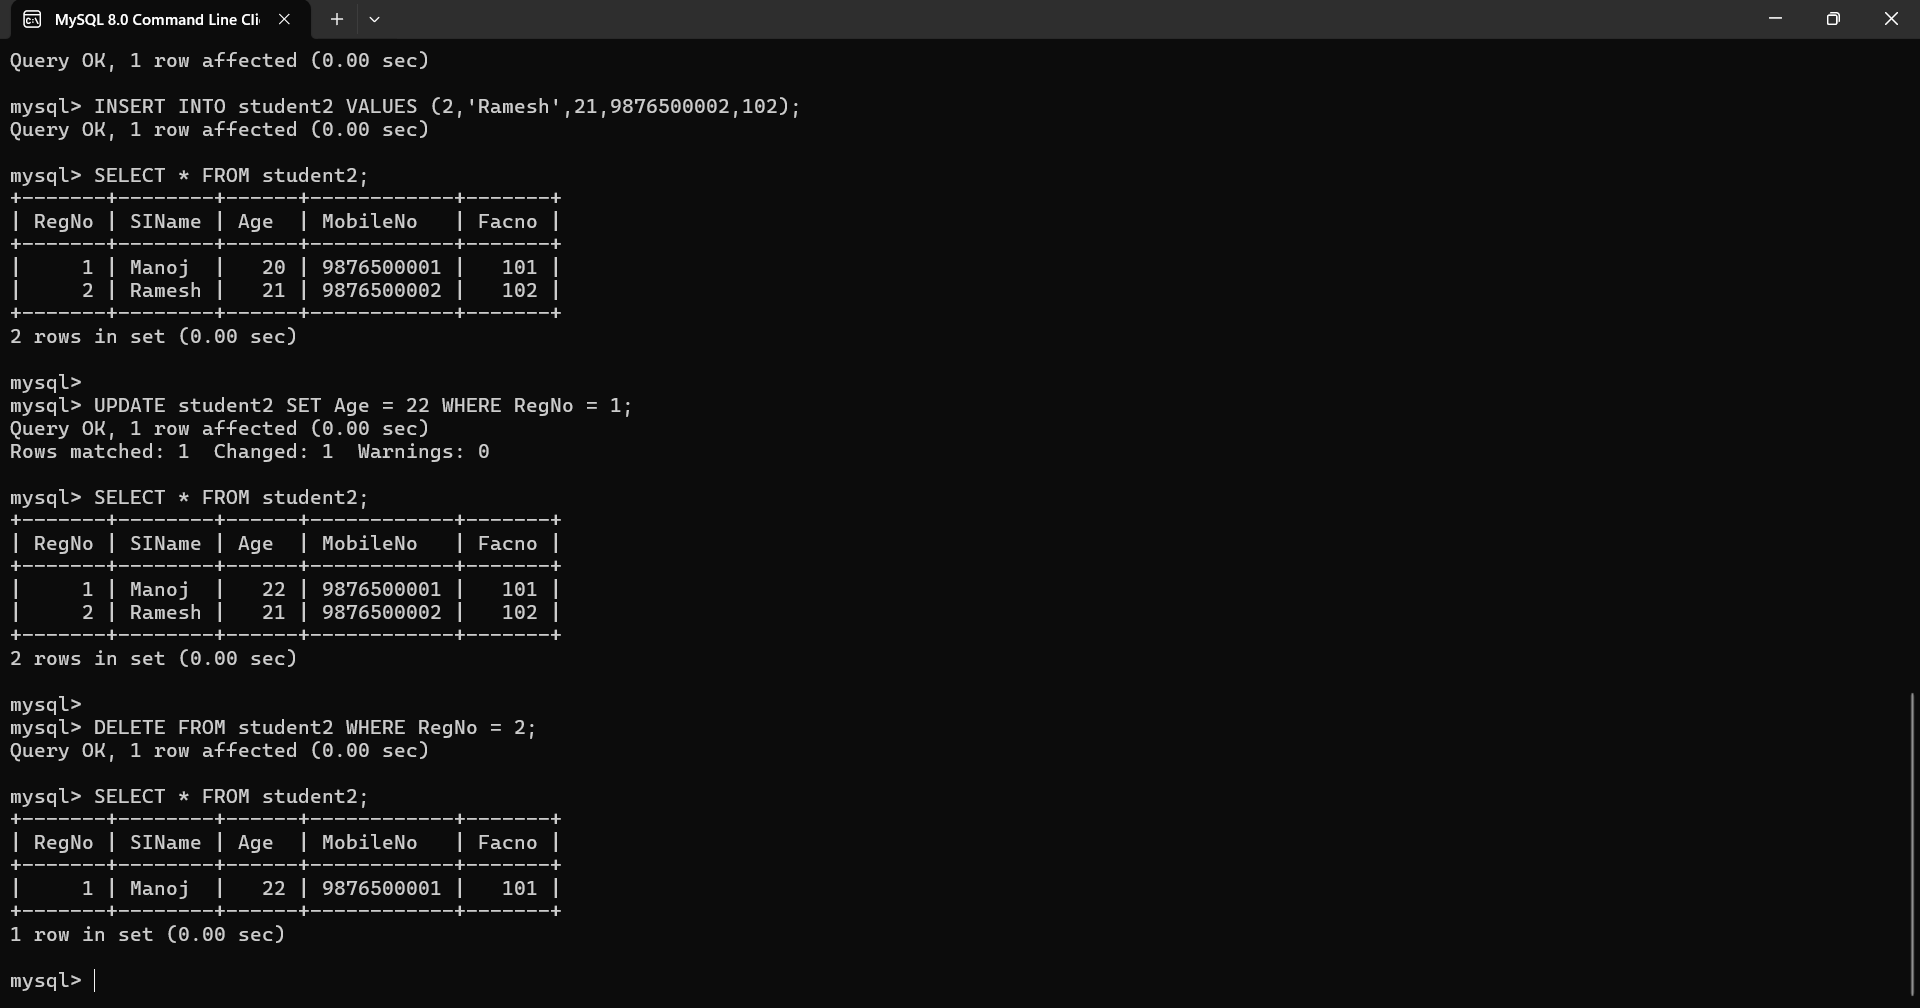 MySQL 8.0 Command Line Cli
Query OK, 1 row affected (0.00 sec)
mysql> INSERT INTO student2 VALUES (2,'Ramesh',21,9876500002,102);
Query OK, 1 row affected (0.00 sec)
mysql> SELECT * FROM student2;
+-------+--------+------+------------+-------+
| RegNo | SIName | Age  | MobileNo   | Facno |
+-------+--------+------+------------+-------+
|     1 | Manoj  |   20 | 9876500001 |   101 |
|     2 | Ramesh |   21 | 9876500002 |   102 |
+-------+--------+------+------------+-------+
2 rows in set (0.00 sec)
mysql>
mysql> UPDATE student2 SET Age = 22 WHERE RegNo = 1;
Query OK, 1 row affected (0.00 sec)
Rows matched: 1  Changed: 1  Warnings: 0
mysql> SELECT * FROM student2;
+-------+--------+------+------------+-------+
| RegNo | SIName | Age  | MobileNo   | Facno |
+-------+--------+------+------------+-------+
|     1 | Manoj  |   22 | 9876500001 |   101 |
|     2 | Ramesh |   21 | 9876500002 |   102 |
+-------+--------+------+------------+-------+
2 rows in set (0.00 sec)
mysql>
mysql> DELETE FROM student2 WHERE RegNo = 2;
Query OK, 1 row affected (0.00 sec)
mysql> SELECT * FROM student2;
+-------+--------+------+------------+-------+
| RegNo | SIName | Age  | MobileNo   | Facno |
+-------+--------+------+------------+-------+
|     1 | Manoj  |   22 | 9876500001 |   101 |
+-------+--------+------+------------+-------+
1 row in set (0.00 sec)
mysql>